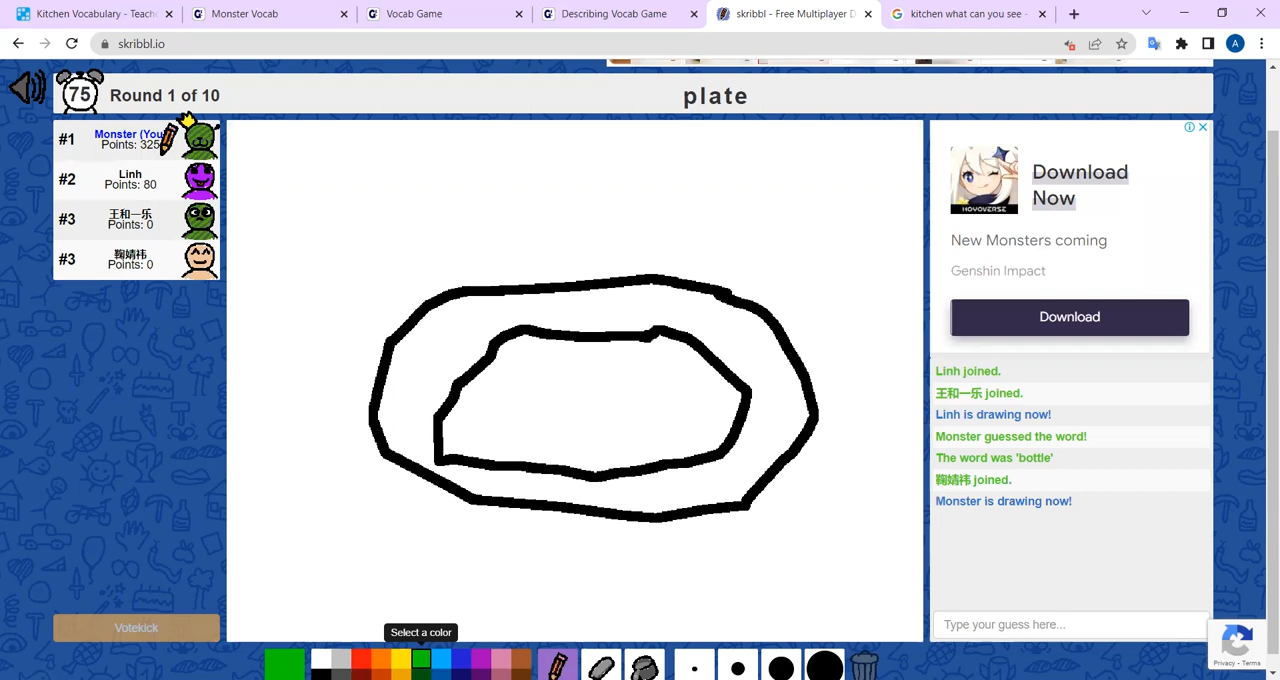 Kitchen Vocabulary - Teach
Monster Vocab
Vocab Game
Describing Vocab Game
skribbl - Free Multiplayer D
kitchen what can you see -
skribbl.io
A
75
Round 1 of 10
plate
#1
Monster (You
Points: 325
#2
Linh
Points: 80
#3
王和一乐
Points: 0
#3
鞠婧祎
Points: 0
Votekick
Select a color
Download
Now
HOYOVERSE
New Monsters coming
Genshin Impact
Download
Linh joined.
王和一乐 joined.
Linh is drawing now!
Monster guessed the word!
The word was 'bottle'
鞠婧祎 joined.
Monster is drawing now!
Type your guess here...
Privacy - Terms